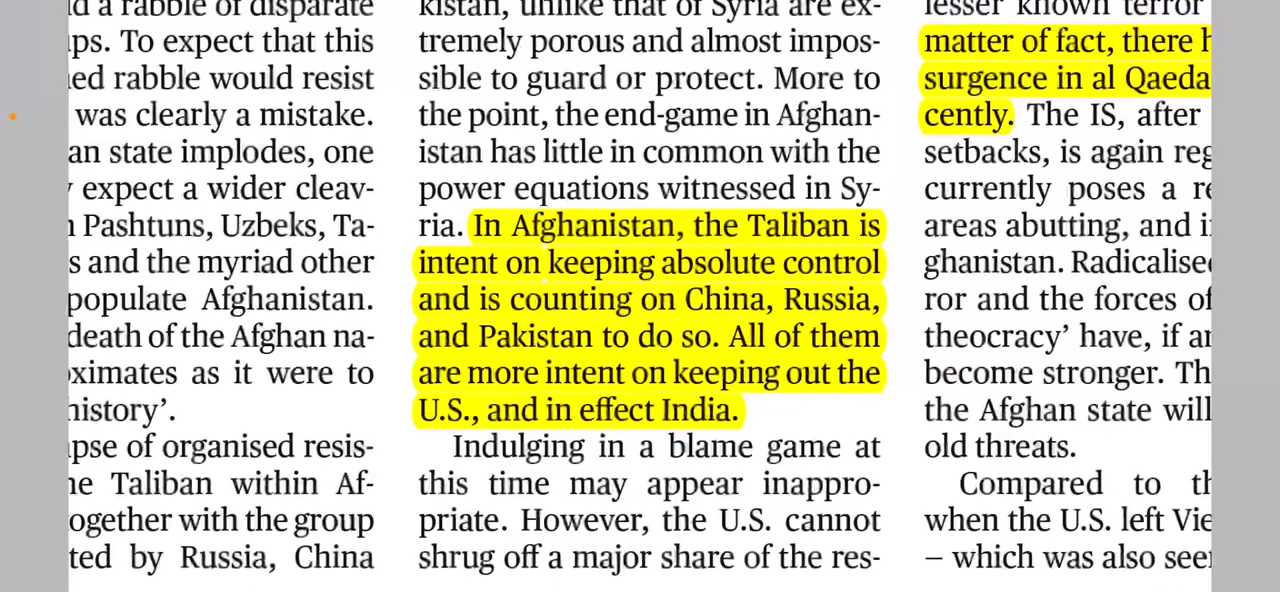 a rabble of disparate
ps. To expect that this
ed rabble would resist
was clearly a mistake.
an state implodes, one
expect a wider cleav-
Pashtuns, Uzbeks, Ta-
s and the myriad other
populate Afghanistan.
death of the Afghan na-
ximates as it were to
history’.
pse of organised resis-
he Taliban within Af-
ogether with the group
ted by Russia, China
kistan, unlike that of Syria are ex-
tremely porous and almost impos-
sible to guard or protect. More to
the point, the end-game in Afghan-
istan has little in common with the
power equations witnessed in Sy-
ria. In Afghanistan, the Taliban is
intent on keeping absolute control
and is counting on China, Russia,
and Pakistan to do so. All of them
are more intent on keeping out the
U.S., and in effect India.
Indulging in a blame game at
this time may appear inappro-
priate. However, the U.S. cannot
shrug off a major share of the res-
lesser known terror
matter of fact, there
surgence in al Qaeda
cently. The IS, after
setbacks, is again reg
currently poses a
areas abutting, and
ghanistan. Radicalise
ror and the forces of
theocracy’ have, if
become stronger. Th
the Afghan state will
old threats.
Compared to
when the U.S. left Vie
– which was also see